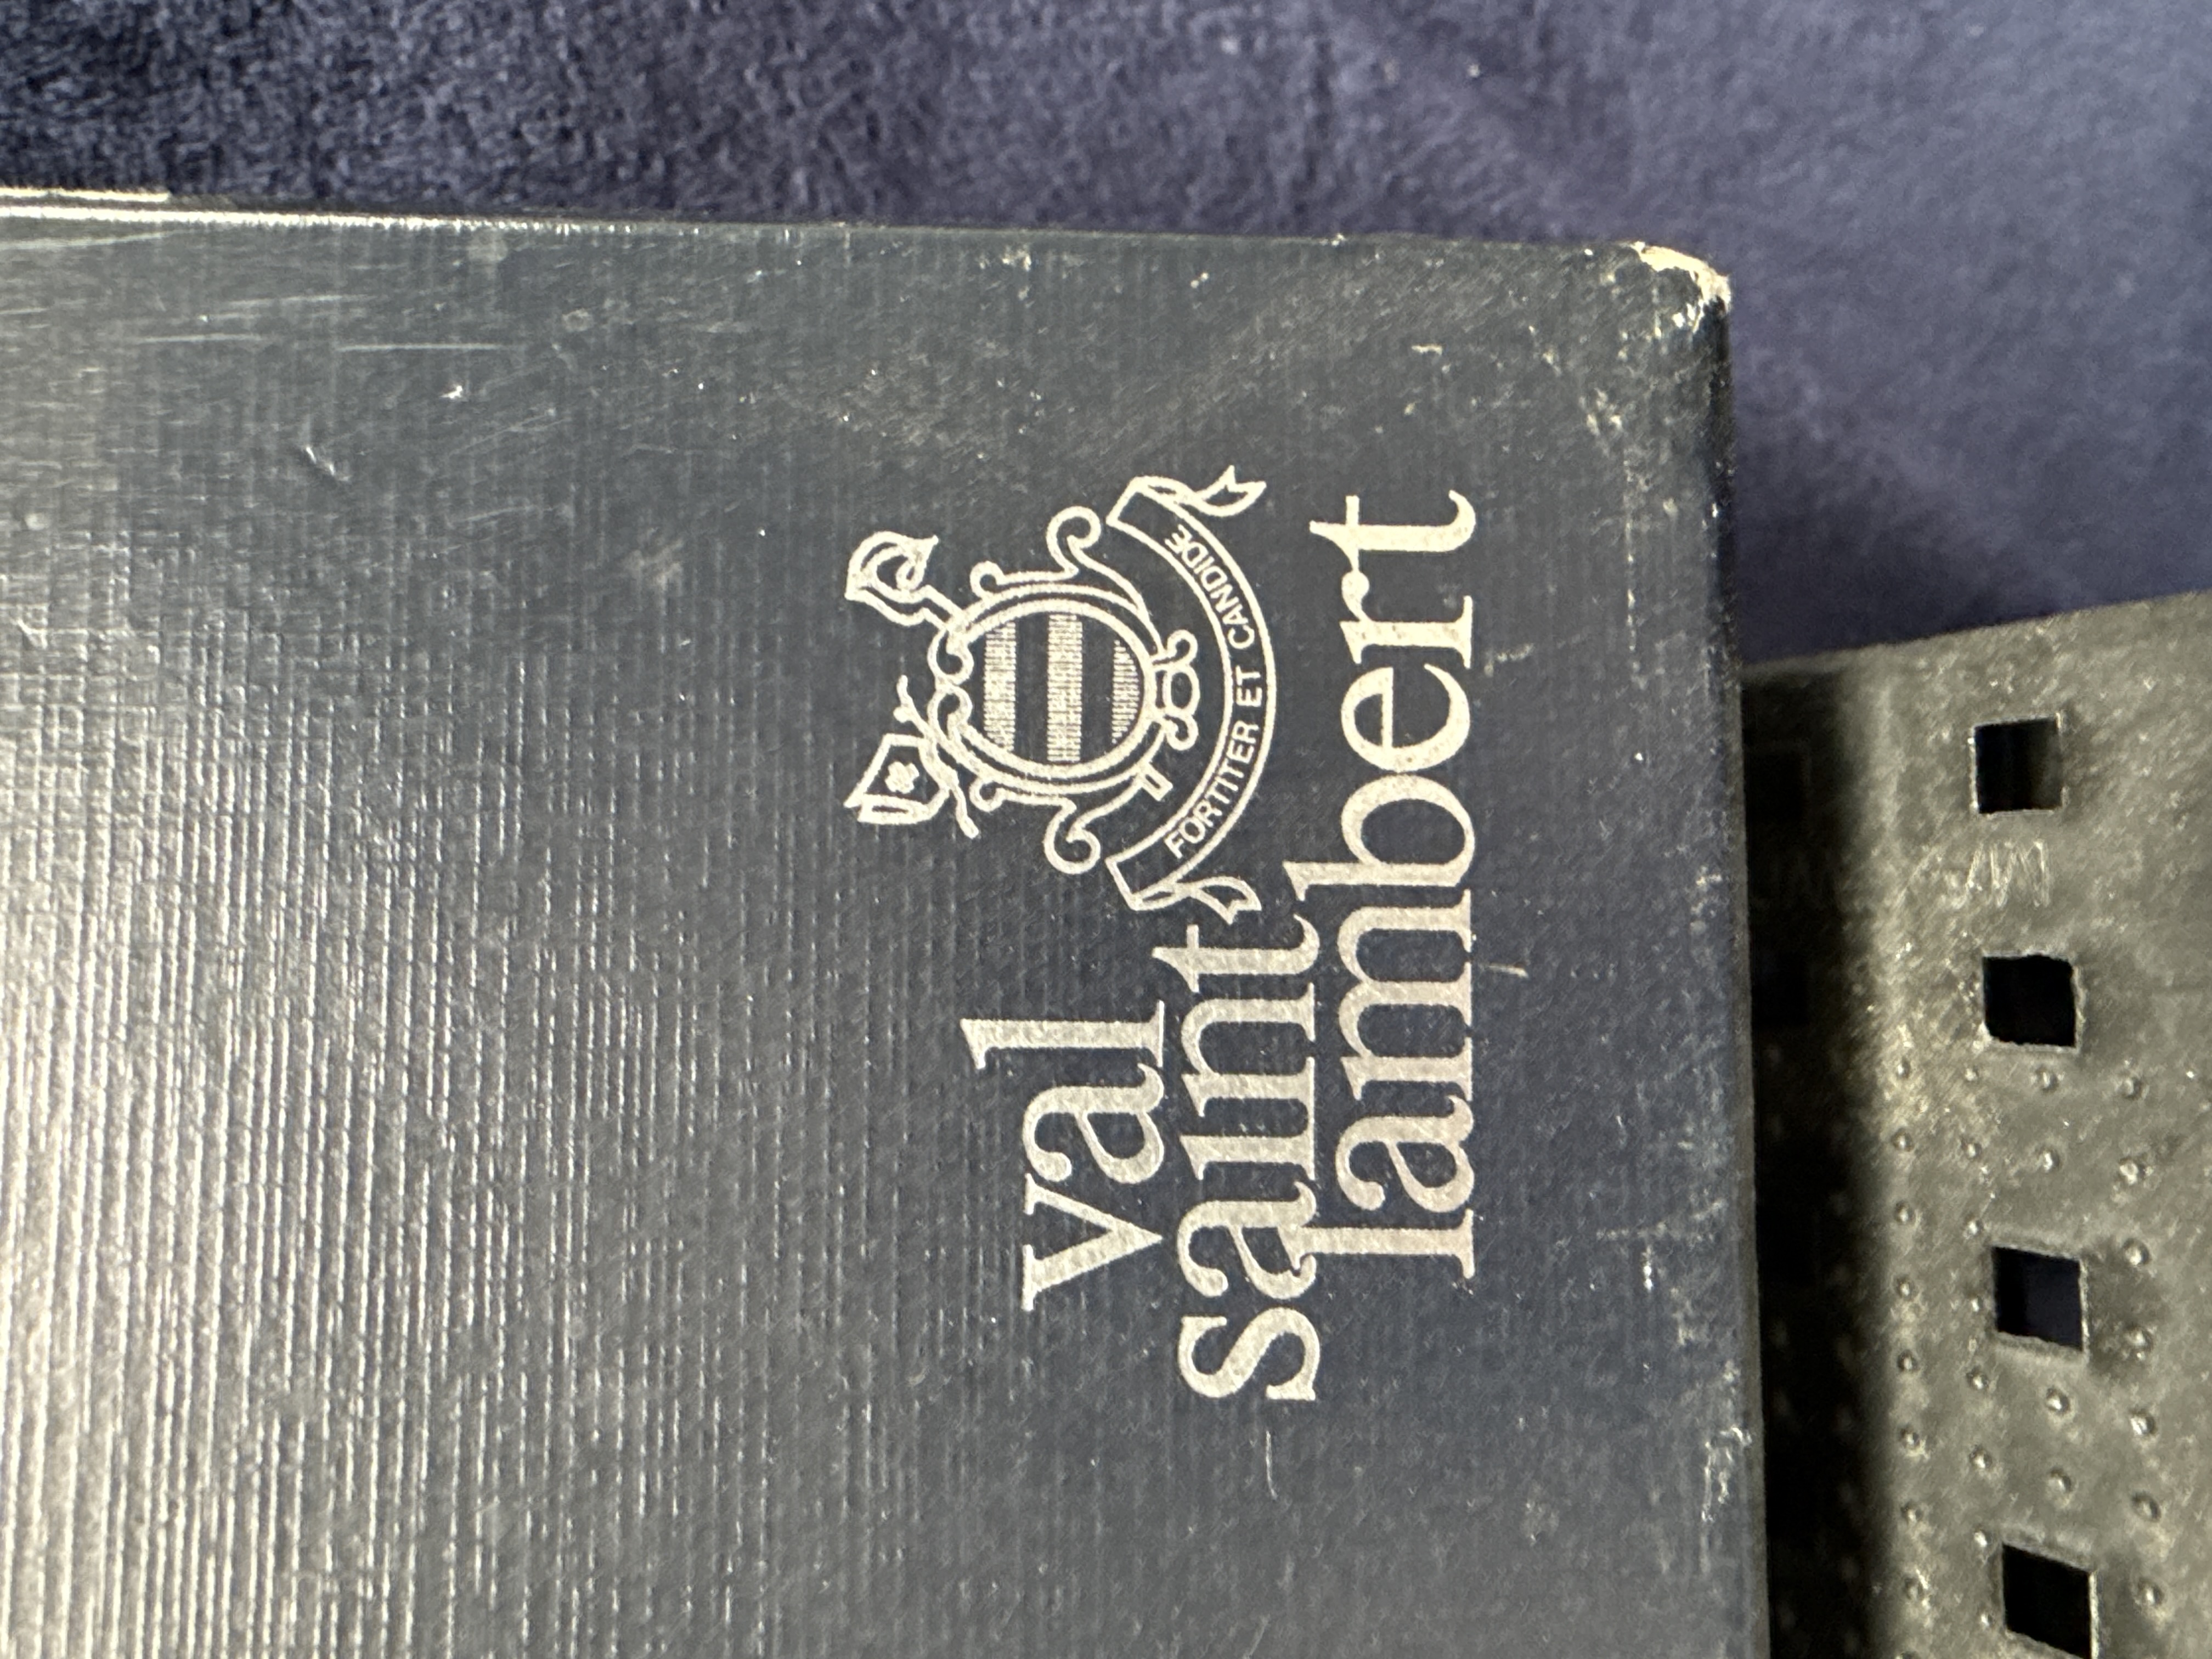 FORTITER ET CANDIDE
val
saint
lambert